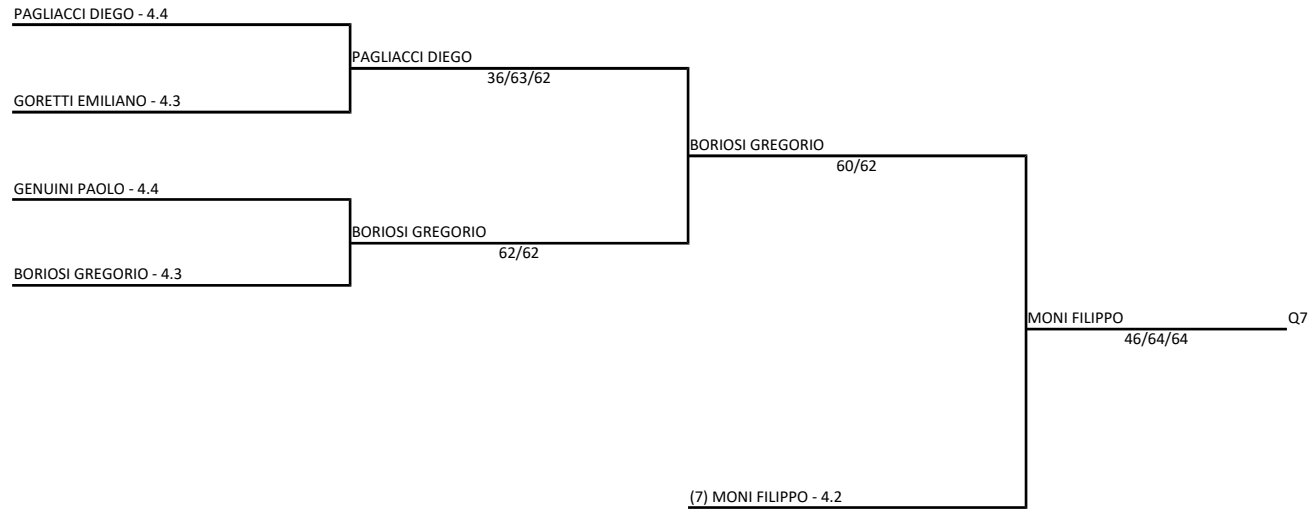 PAGLIACCI DIEGO - 4.4
PAGLIACCI DIEGO
36/63/62
GORETTI EMILIANO - 4.3
BORIOSI GREGORIO
60/62
GENUINI PAOLO - 4.4
BORIOSI GREGORIO
62/62
BORIOSI GREGORIO - 4.3
MONI FILIPPO Q7
46/64/64
(7) MONI FILIPPO - 4.2